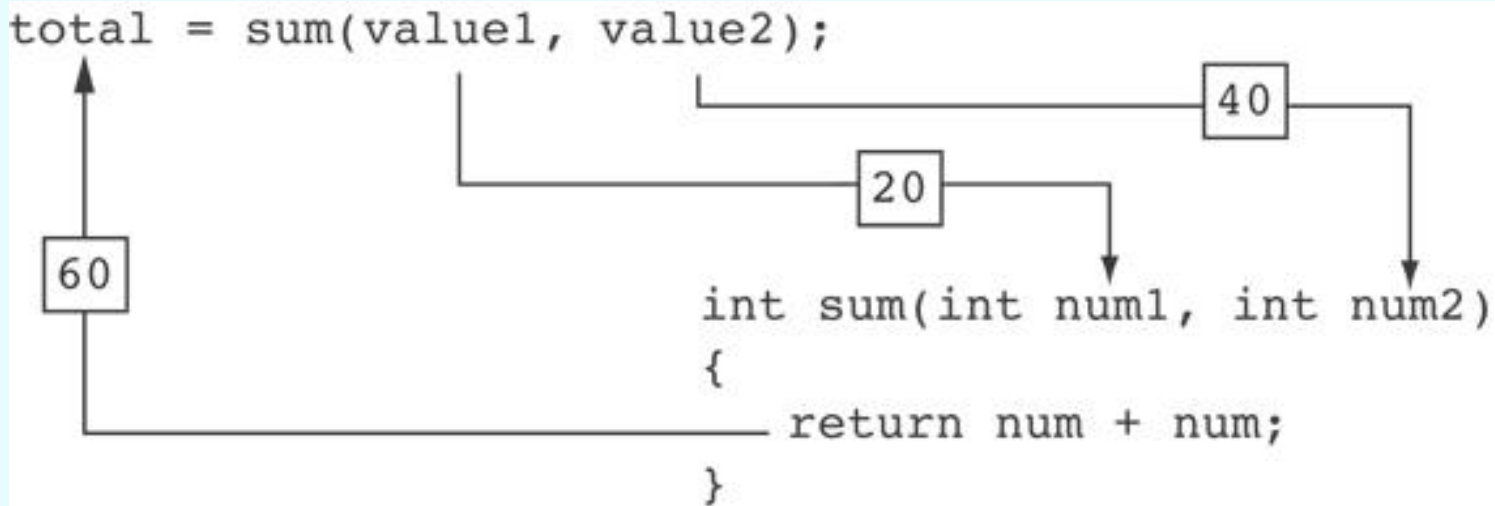 total = sum(value1, value2);
40
20
60
int sum(int num1, int num2)
{
return num + num;
}